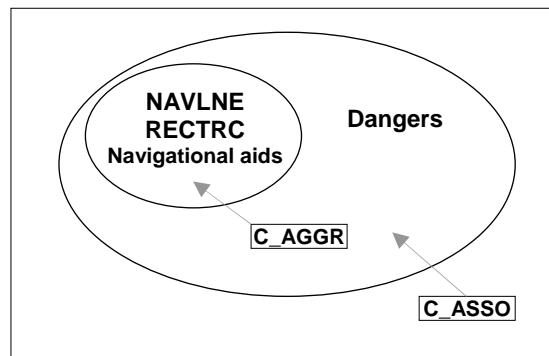 NAVLNE
RECTRC
Navigational aids
Dangers
C_AGGR
C_ASSO